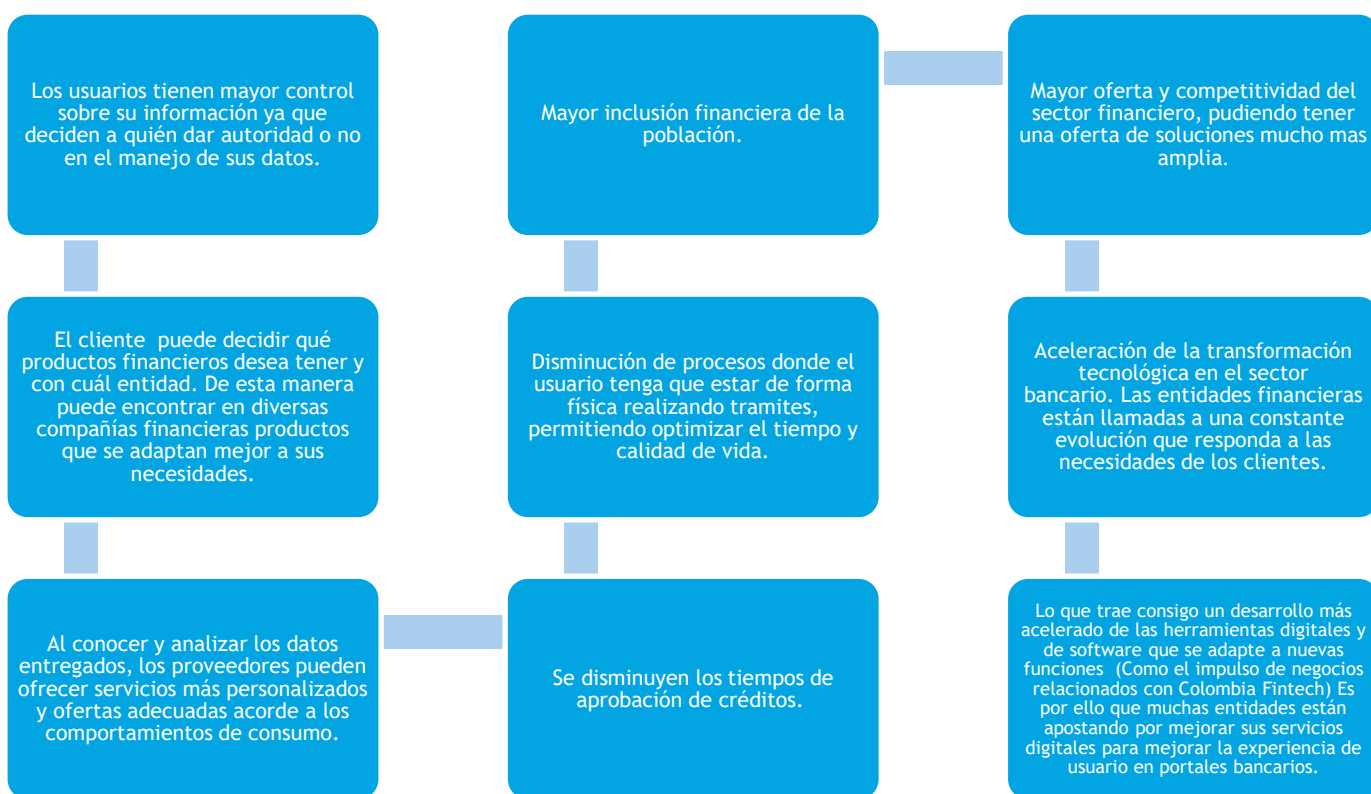 Los usuarios tienen mayor control
sobre su información ya que
deciden a quién dar autoridad o no
en el manejo de sus datos.
El cliente puede decidir qué
productos financieros desea tener y
con cuál entidad. De esta manera
puede encontrar en diversas
compañías financieras productos
que se adaptan mejor a sus
necesidades.
Al conocer y analizar los datos
entregados, los proveedores pueden
ofrecer servicios más personalizados
y ofertas adecuadas acorde a los
comportamientos de consumo.
Se disminuyen los tiempos de
aprobación de créditos.
Disminución de procesos donde el
usuario tenga que estar de forma
física realizando tramites,
permitiendo optimizar el tiempo y
calidad de vida.
Mayor inclusión financiera de la
población.
Mayor oferta y competitividad del
sector financiero, pudiendo tener
una oferta de soluciones mucho mas
amplia.
Aceleración de la transformación
tecnológica en el sector
bancario. Las entidades financieras
están llamadas a una constante
evolución que responda a las
necesidades de los clientes.
Lo que trae consigo un desarrollo más
acelerado de las herramientas digitales y
de software que se adapte a nuevas
funciones (Como el impulso de negocios
relacionados con Colombia Fintech) Es
por ello que muchas entidades están
apostando por mejorar sus servicios
digitales para mejorar la experiencia de
usuario en portales bancarios.